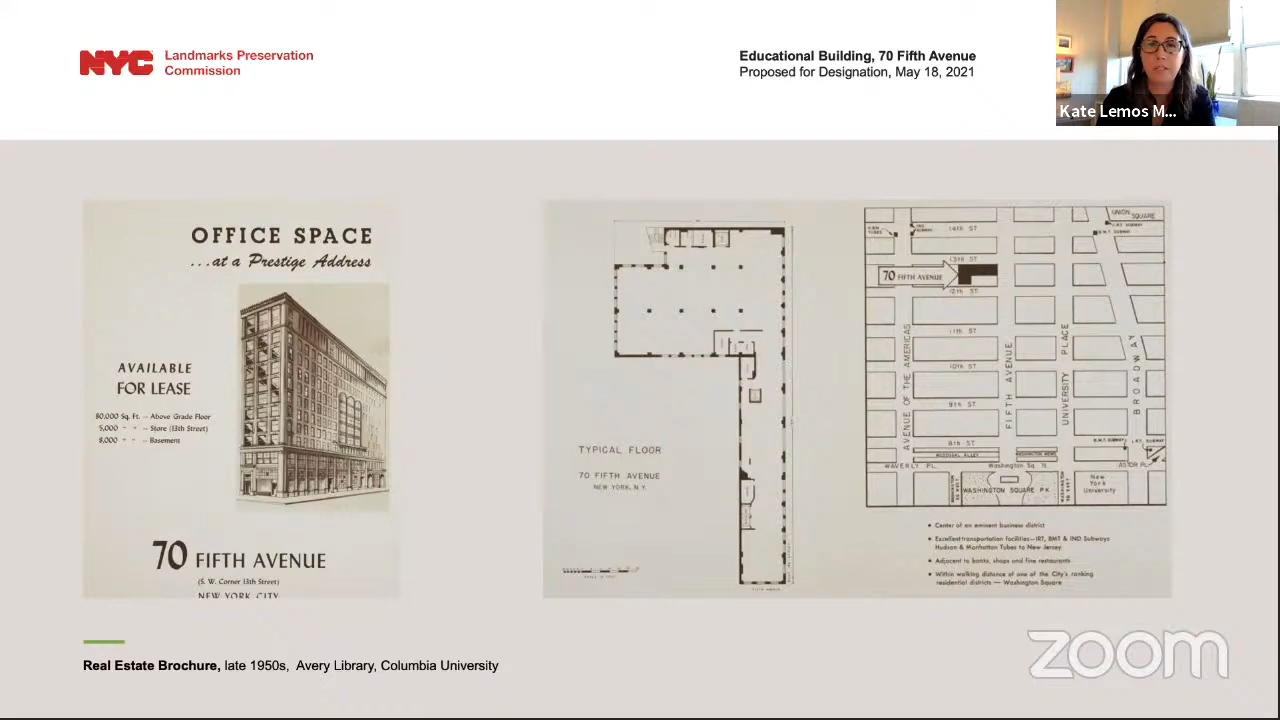 NYC Landmarks Preservation
Commission
Educational Building, 70 Fifth Avenue
Proposed for Designation, May 18, 2021
Kate Lemos M...
OFFICE SPACE
...at a Prestige Address
AVAILABLE
FOR LEASE
80,000 Sq. Ft. -- Above Grade Floor
5,000 " " -- Store (13th Street)
8,000 " " -- Basement
70 FIFTH AVENUE
(S. W. Corner 13th Street)
NEW YORK CITY
TYPICAL FLOOR
70 FIFTH AVENUE
NEW YORK, N.Y.
FIFTH AVENUE
UNION
SQUARE
14TH ST
13TH ST
70 FIFTH AVENUE
12TH ST
11TH ST
10TH ST
9TH ST
8TH ST
AVENUE OF THE AMERICAS
FIFTH AVENUE
UNIVERSITY PLACE
BROADWAY
B.M.T. SUBWAY
WAVERLY PL.
Washington Sq. N.
ASTOR PL.
WASHINGTON SQUARE PK.
New
York
University
• Center of an eminent business district
• Excellent transportation facilities—IRT, BMT & IND Subways
Hudson & Manhattan Tubes to New Jersey
• Adjacent to banks, shops and fine restaurants
• Within walking distance of one of the City's ranking
residential districts — Washington Square
Real Estate Brochure, late 1950s, Avery Library, Columbia University
zoom